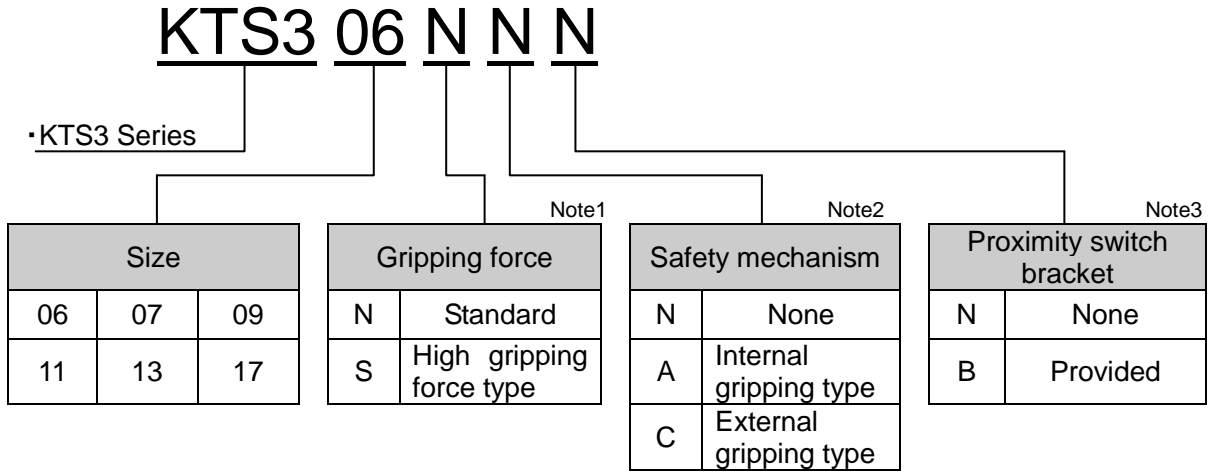 KTS3 06 N N N
・KTS3 Series
Note1
Note2
Note3
Size
06 07 09
11 13 17
Gripping force
N Standard
S High gripping
force type
Safety mechanism
N None
A Internal
gripping type
C External
gripping type
Proximity switch
bracket
N None
B Provided